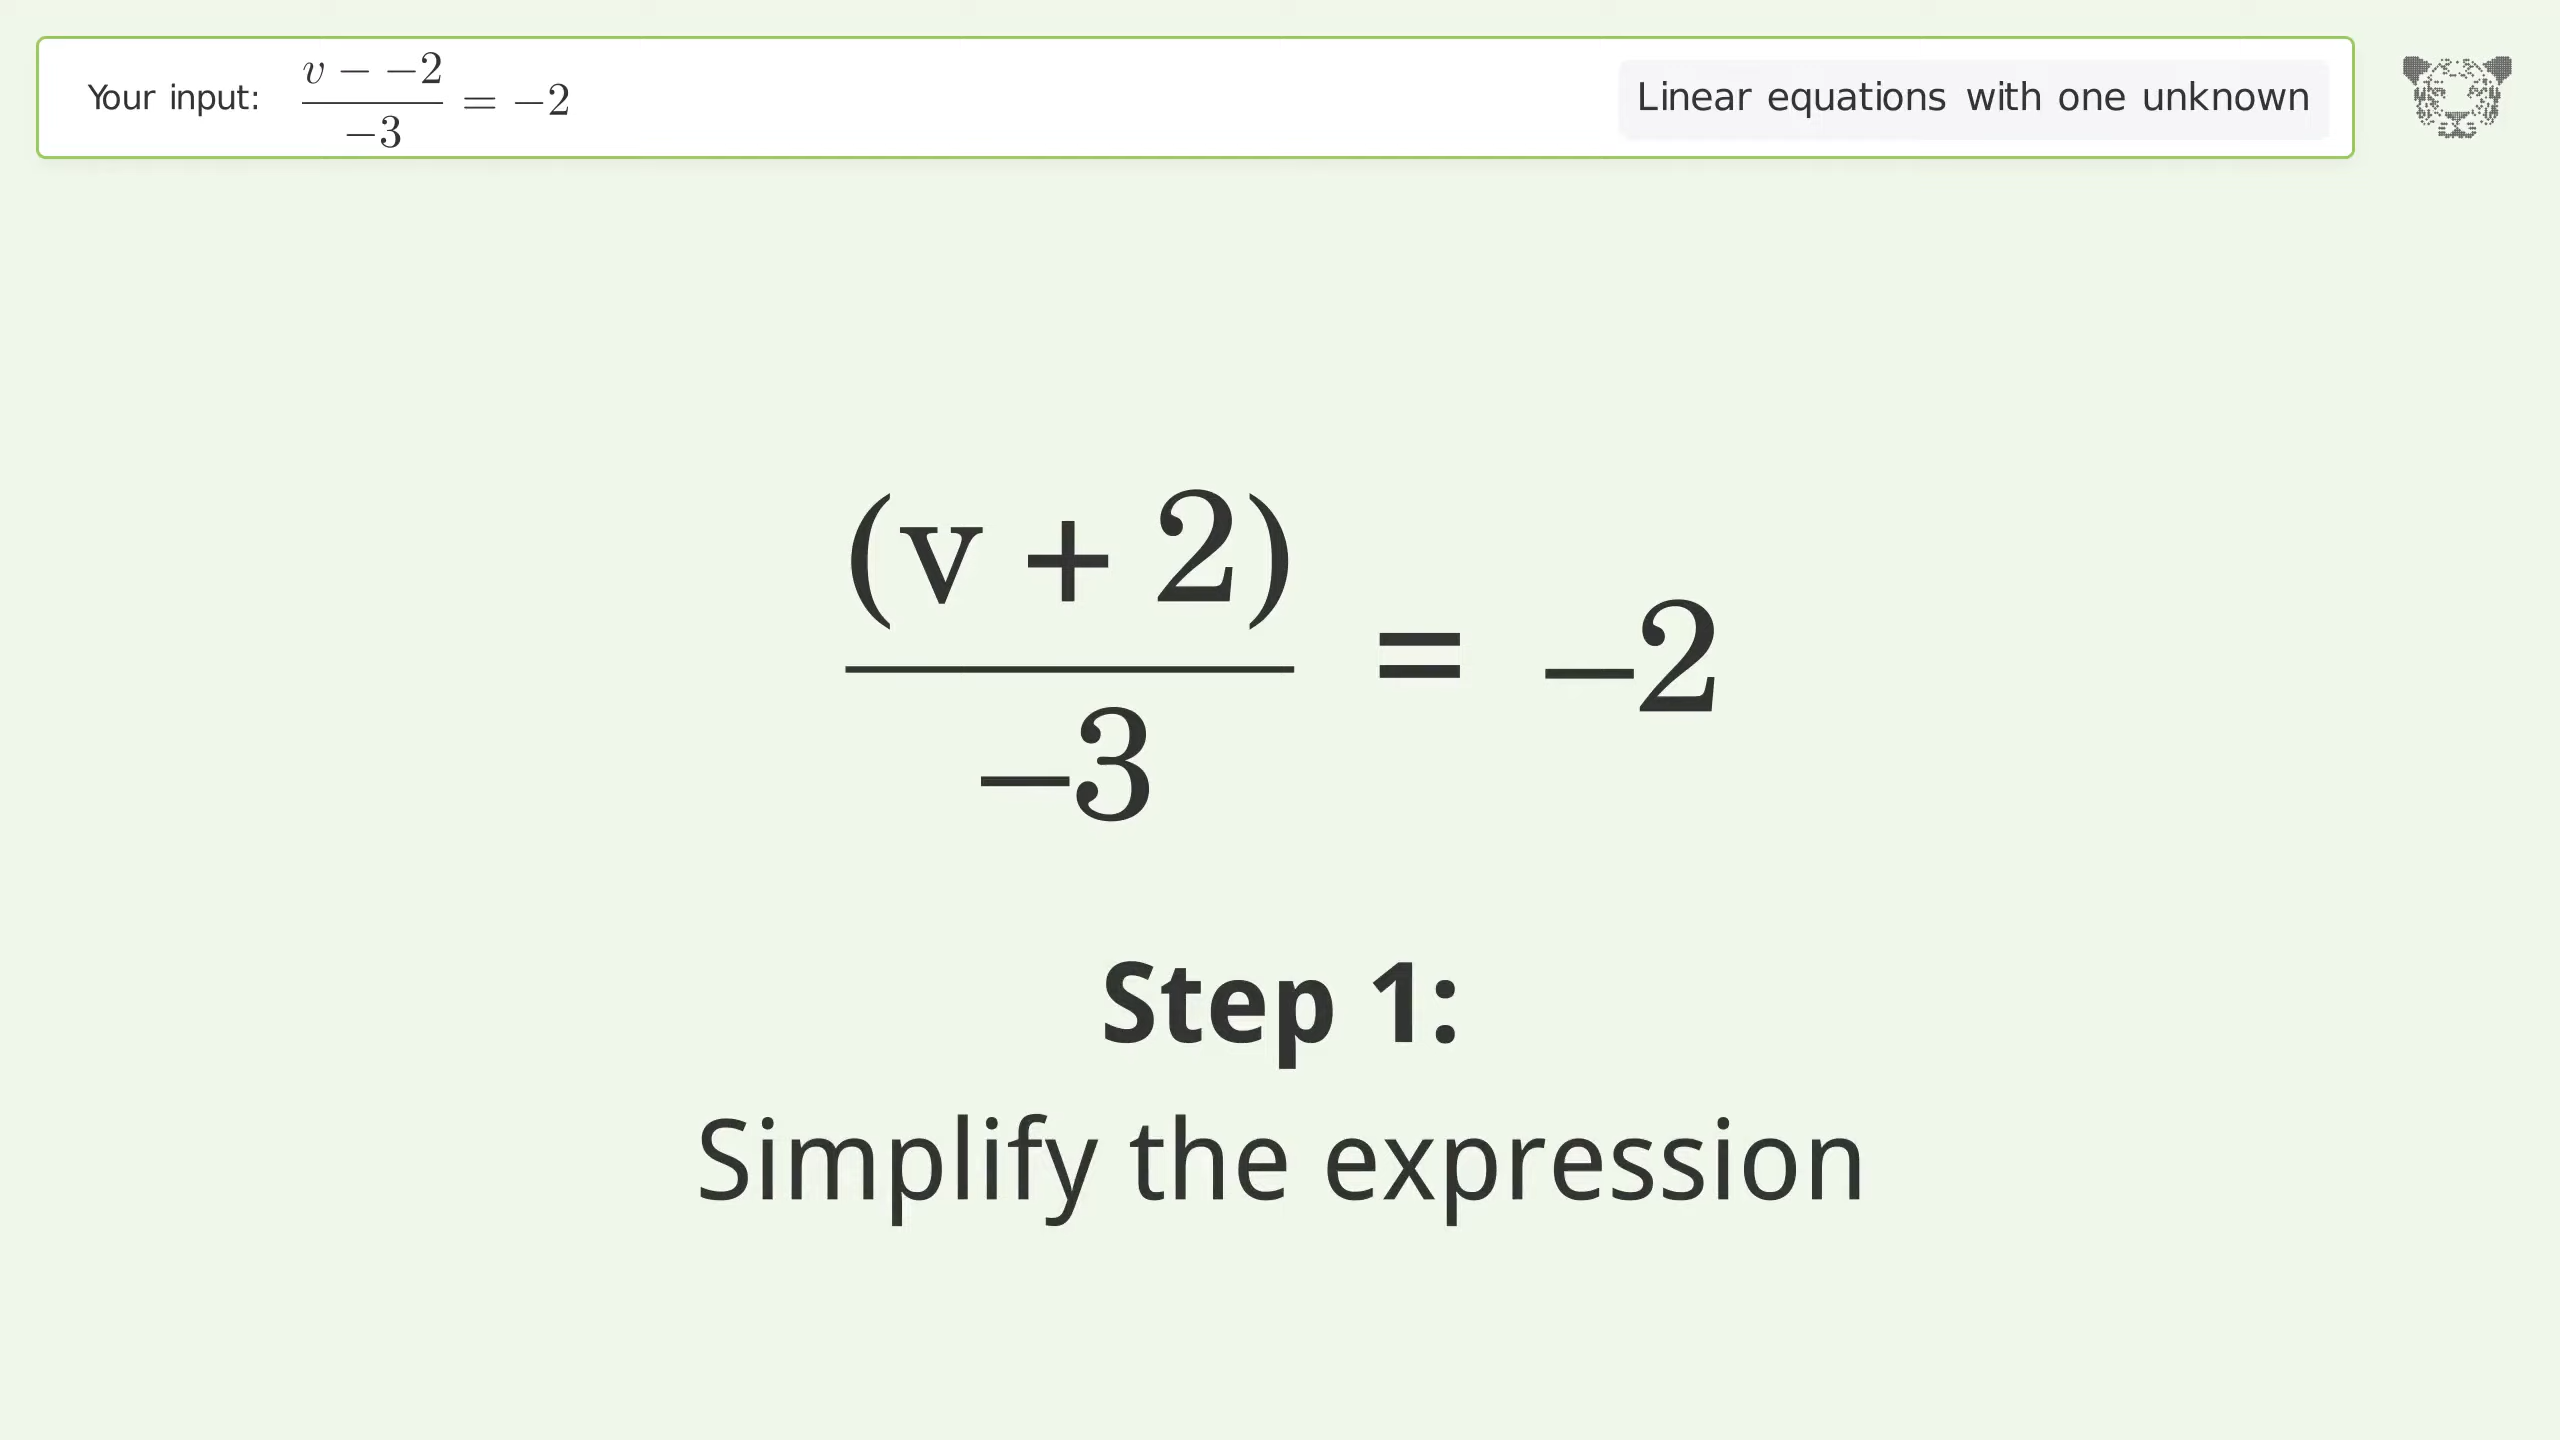 Your input: (v − −2)/−3 = −2
Linear equations with one unknown
(v + 2)/−3 = −2
Step 1:
Simplify the expression